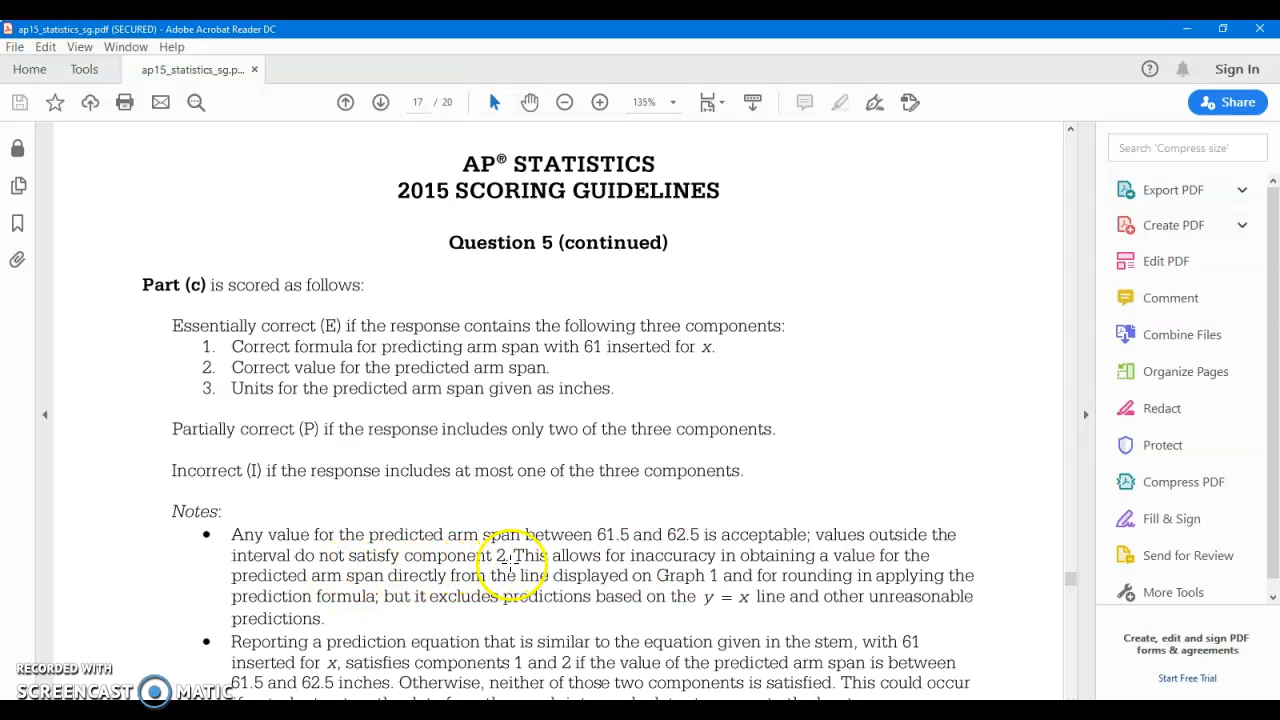 ap15_statistics_sg.pdf (SECURED) - Adobe Acrobat Reader DC
File Edit View Window Help
Home Tools ap15_statistics_sg.p... × Sign In
17 / 20 135% Share
AP® STATISTICS
2015 SCORING GUIDELINES
Question 5 (continued)
Part (c) is scored as follows:
Essentially correct (E) if the response contains the following three components:
1. Correct formula for predicting arm span with 61 inserted for x.
2. Correct value for the predicted arm span.
3. Units for the predicted arm span given as inches.
Partially correct (P) if the response includes only two of the three components.
Incorrect (I) if the response includes at most one of the three components.
Notes:
• Any value for the predicted arm span between 61.5 and 62.5 is acceptable; values outside the
interval do not satisfy component 2. This allows for inaccuracy in obtaining a value for the
predicted arm span directly from the line displayed on Graph 1 and for rounding in applying the
prediction formula; but it excludes predictions based on the y = x line and other unreasonable
predictions.
• Reporting a prediction equation that is similar to the equation given in the stem, with 61
inserted for x, satisfies components 1 and 2 if the value of the predicted arm span is between
61.5 and 62.5 inches. Otherwise, neither of those two components is satisfied. This could occur
Search 'Compress size'
Export PDF
Create PDF
Edit PDF
Comment
Combine Files
Organize Pages
Redact
Protect
Compress PDF
Fill & Sign
Send for Review
More Tools
Create, edit and sign PDF
forms & agreements
Start Free Trial
RECORDED WITH
SCREENCAST MATIC